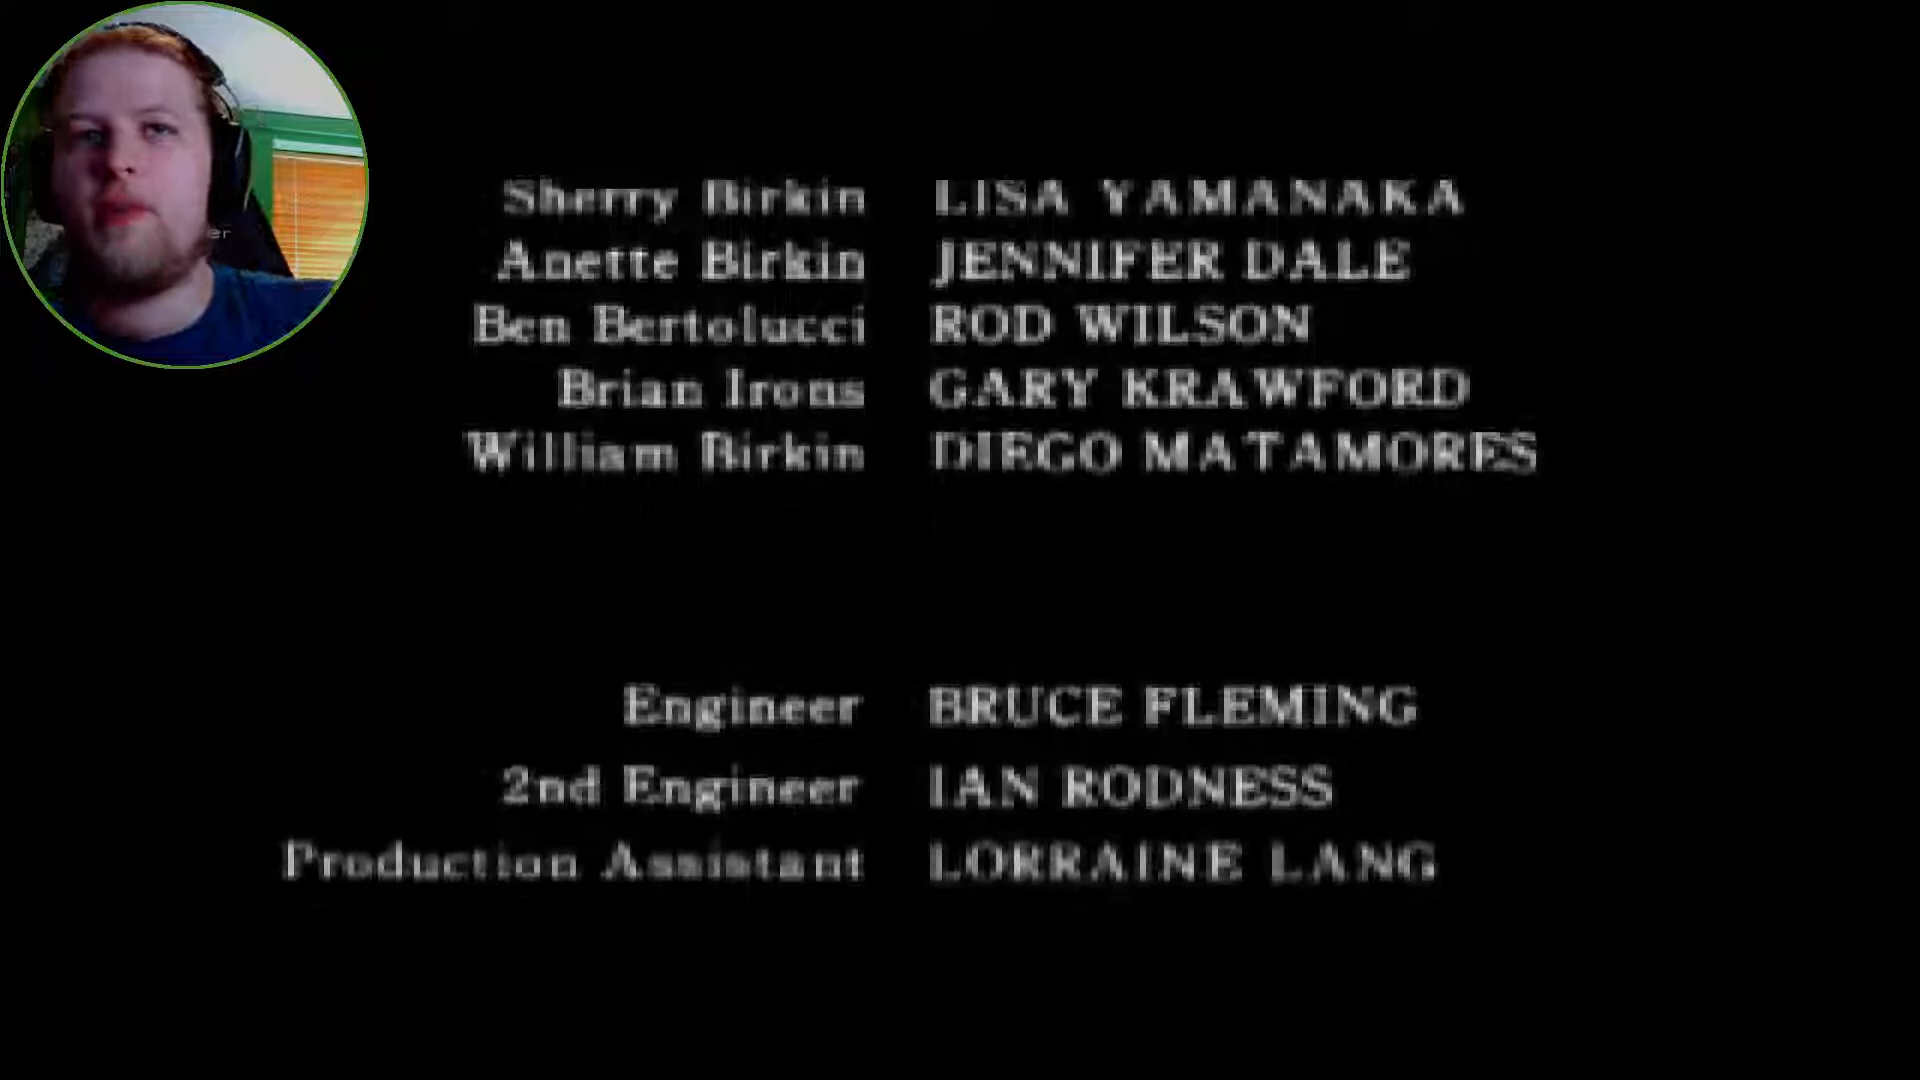 Sherry Birkin LISA YAMANAKA
Anette Birkin JENNIFER DALE
Ben Bertolucci ROD WILSON
Brian Irons GARY KRAWFORD
William Birkin DIEGO MATAMORES
Engineer BRUCE FLEMING
2nd Engineer IAN RODNESS
Production Assistant LORRAINE LANG